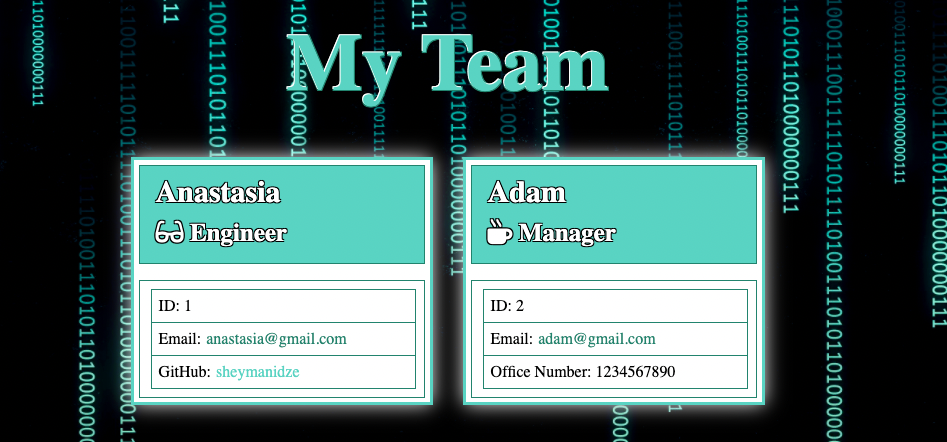 My Team
Anastasia
Engineer
ID: 1
Email: anastasia@gmail.com
GitHub: sheymanidze
Adam
Manager
ID: 2
Email: adam@gmail.com
Office Number: 1234567890